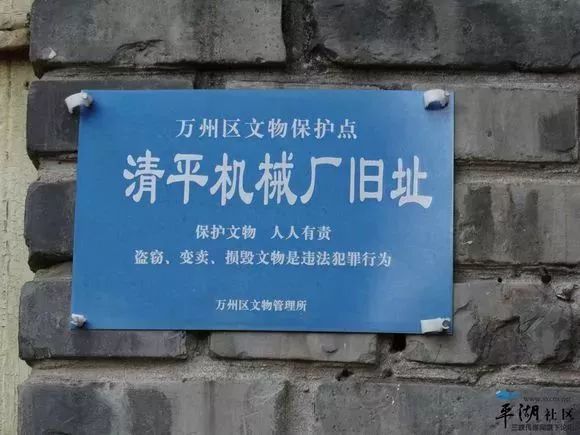 万州区文物保护点
清平机械厂旧址
保护文物 人人有责
盗窃、变卖、损毁文物是违法犯罪行为
万州区文物管理所
平湖社区